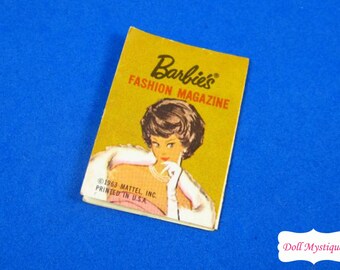 Barbie's®
FASHION MAGAZINE
©1963 MATTEL, INC.
PRINTED IN U.S.A.
Doll Mystique